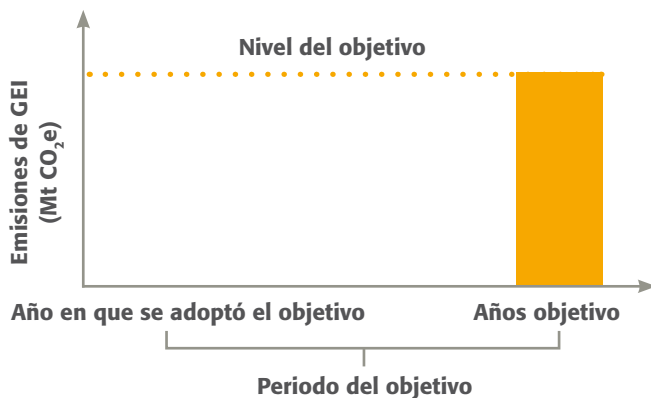 Nivel del objetivo
Emisiones de GEI
(Mt CO₂e)
Año en que se adoptó el objetivo
Años objetivo
Periodo del objetivo